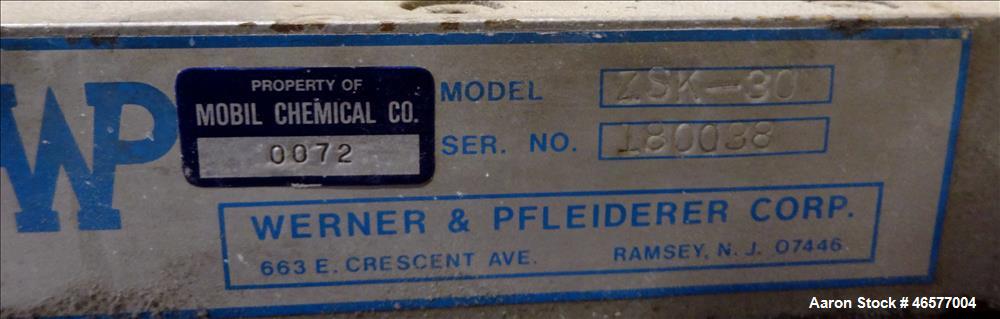 WP
PROPERTY OF
MOBIL CHEMICAL CO.
0072
MODEL ZSK-30
SER. NO. 180038
WERNER & PFLEIDERER CORP.
663 E. CRESCENT AVE. RAMSEY, N. J. 07446
Aaron Stock # 46577004